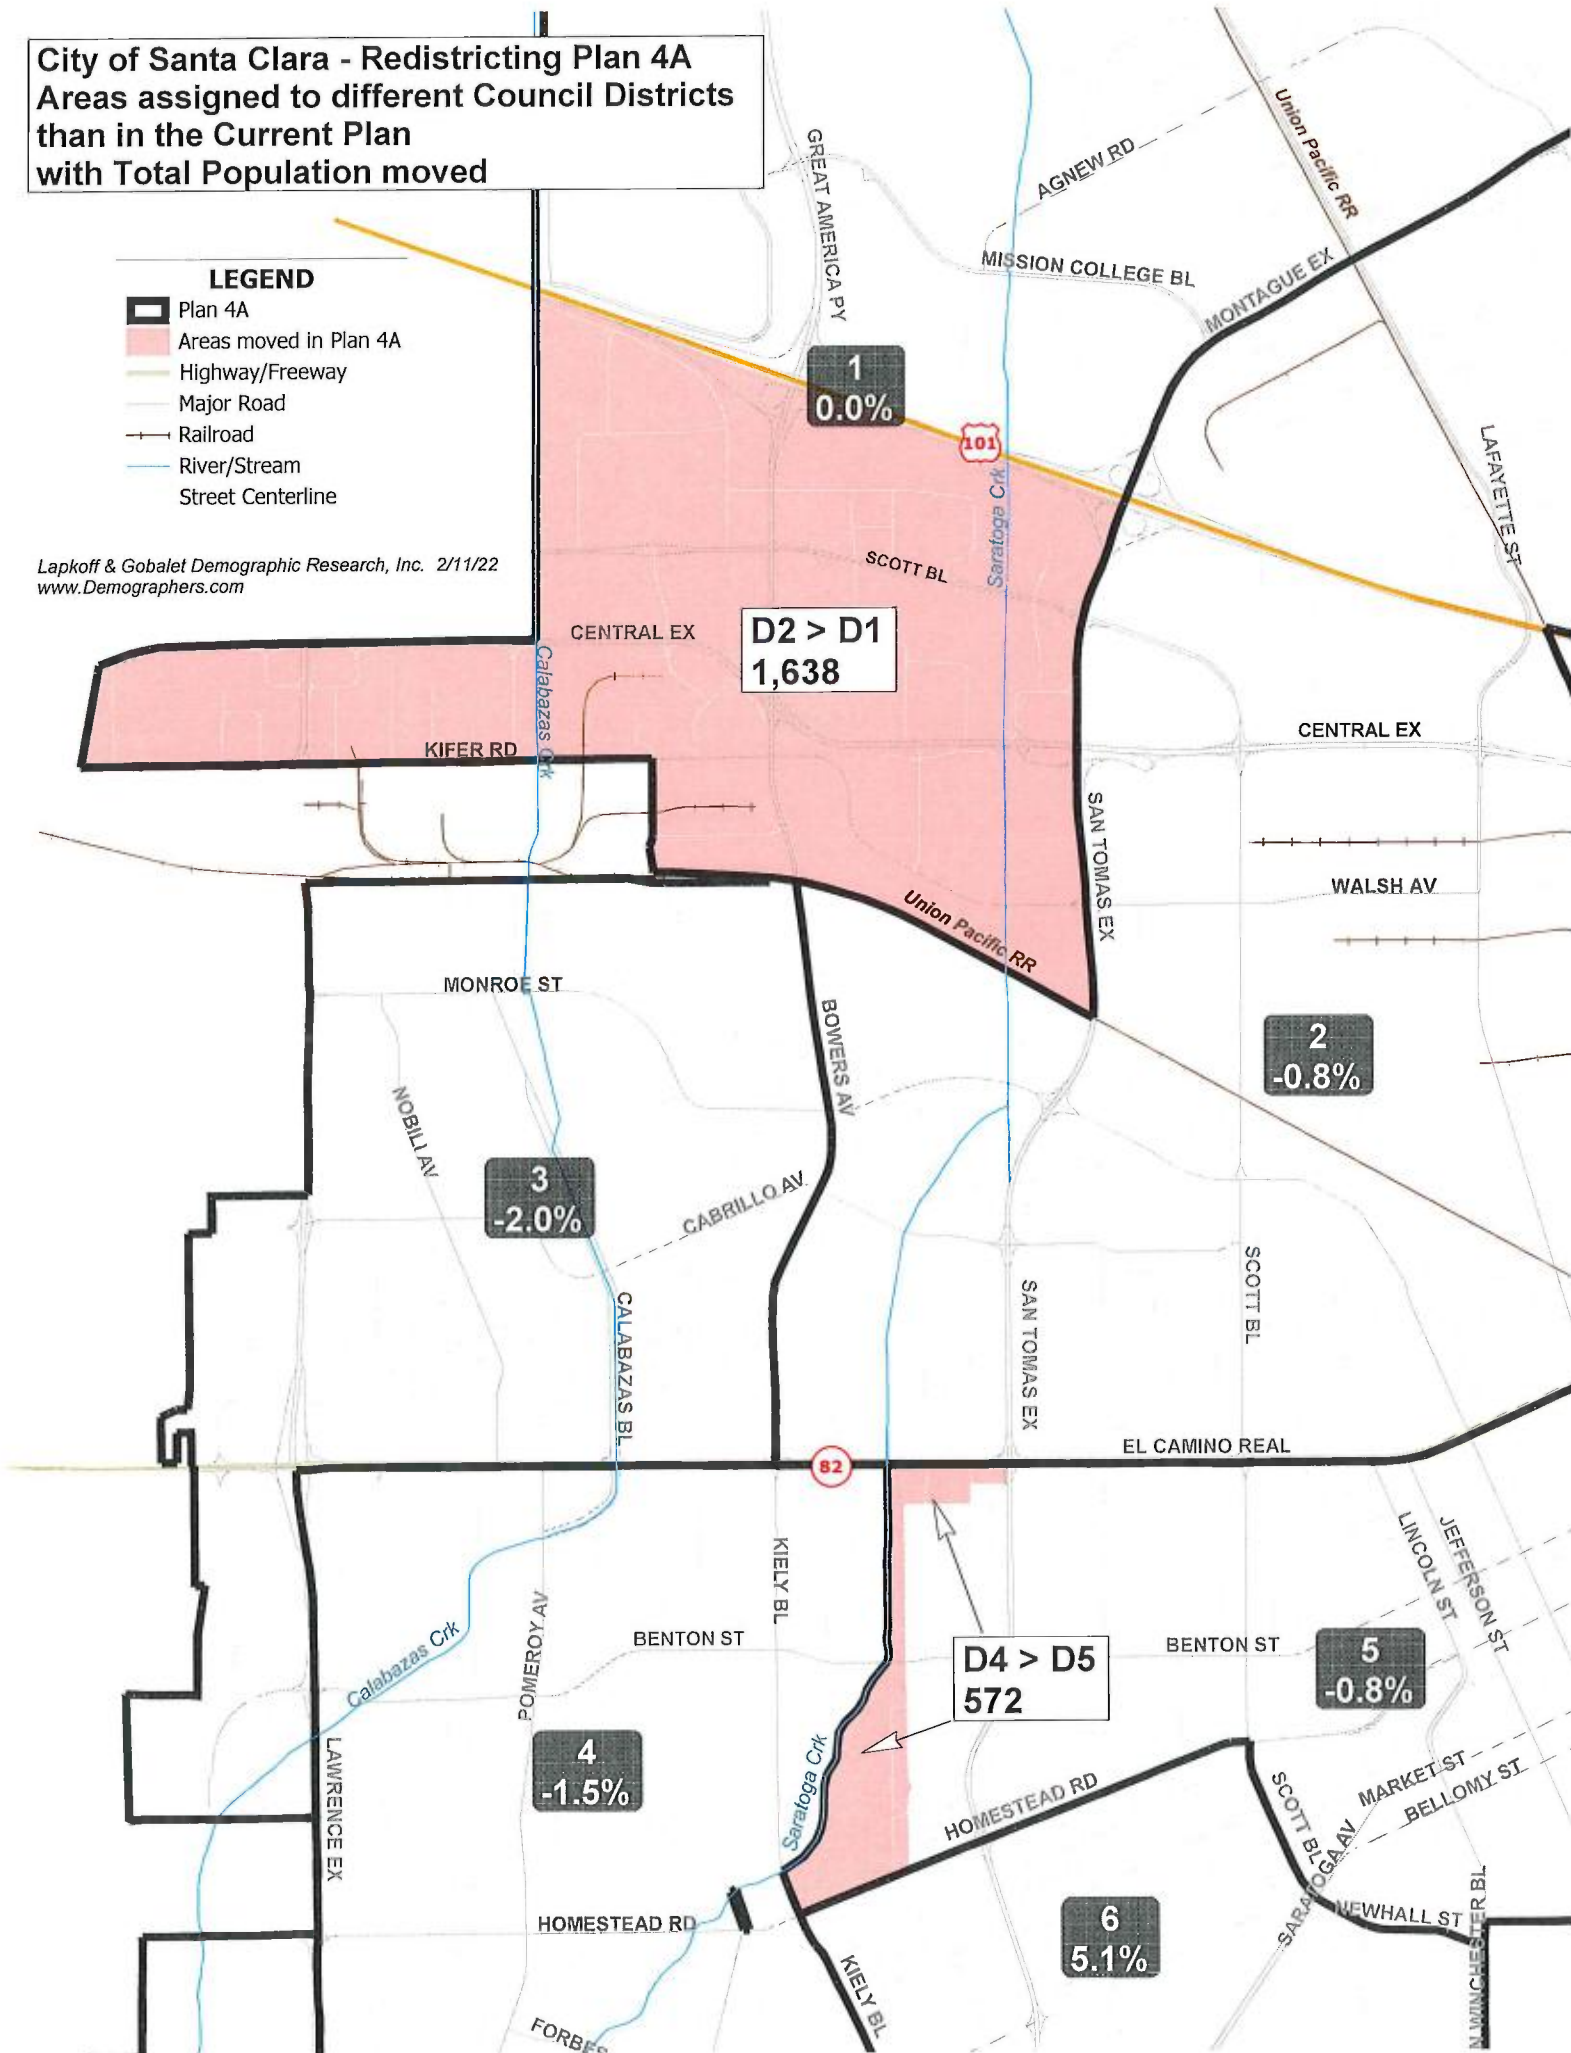 City of Santa Clara - Redistricting Plan 4A
Areas assigned to different Council Districts
than in the Current Plan
with Total Population moved
LEGEND
Plan 4A
Areas moved in Plan 4A
Highway/Freeway
Major Road
Railroad
River/Stream
Street Centerline
Lapkoff & Gobalet Demographic Research, Inc. 2/11/22
www.Demographers.com
GREAT AMERICA PY
AGNEW RD
Union Pacific RR
MISSION COLLEGE BL
MONTAGUE EX
1
0.0%
101
LAFAYETTE ST
Saratoga Crk
SCOTT BL
CENTRAL EX
D2 > D1
1,638
Calabazas Crk
KIFER RD
CENTRAL EX
SAN TOMAS EX
WALSH AV
Union Pacific RR
MONROE ST
BOWERS AV
2
-0.8%
NOBILI AV
3
-2.0%
CABRILLO AV
CALABAZAS BL
SAN TOMAS EX
SCOTT BL
EL CAMINO REAL
82
KIELY BL
LINCOLN ST
JEFFERSON ST
POMEROY AV
BENTON ST
Calabazas Crk
D4 > D5
572
BENTON ST
5
-0.8%
4
-1.5%
LAWRENCE EX
Saratoga Crk
HOMESTEAD RD
SCOTT BL
MARKET ST
BELLOMY ST
SARATOGA AV
HOMESTEAD RD
6
5.1%
NEWHALL ST
N WINCHESTER BL
KIELY BL
FORBES